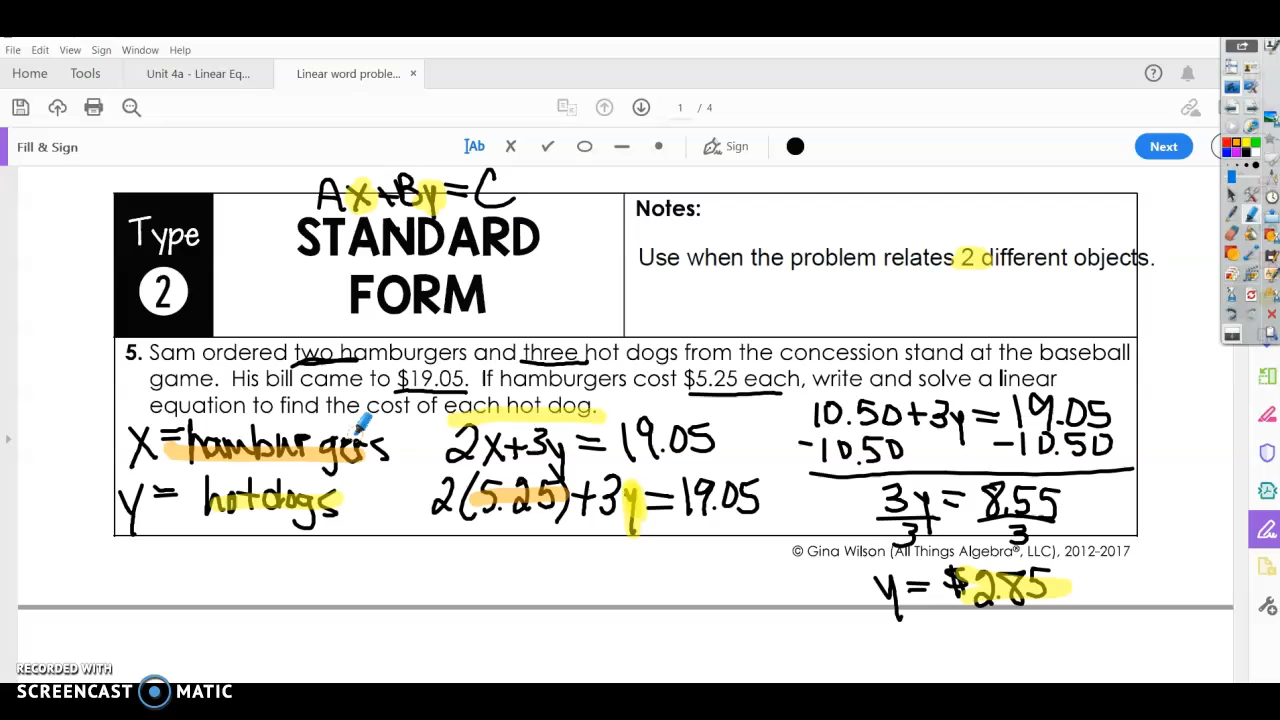 File Edit View Sign Window Help
Home Tools Unit 4a - Linear Eq... Linear word proble... ×
1 / 4
Fill & Sign
Ab Sign Next
Ax+By=C
Type 2
STANDARD
FORM
Notes:
Use when the problem relates 2 different objects.
5. Sam ordered two hamburgers and three hot dogs from the concession stand at the baseball
game. His bill came to $19.05. If hamburgers cost $5.25 each, write and solve a linear
equation to find the cost of each hot dog.
x=hamburgers
y= hotdogs
2x+3y=19.05
2(5.25)+3y=19.05
10.50+3y=19.05
-10.50 -10.50
3y = 8.55
3 3
© Gina Wilson (All Things Algebra®, LLC), 2012-2017
y= $2.85
RECORDED WITH
SCREENCAST MATIC